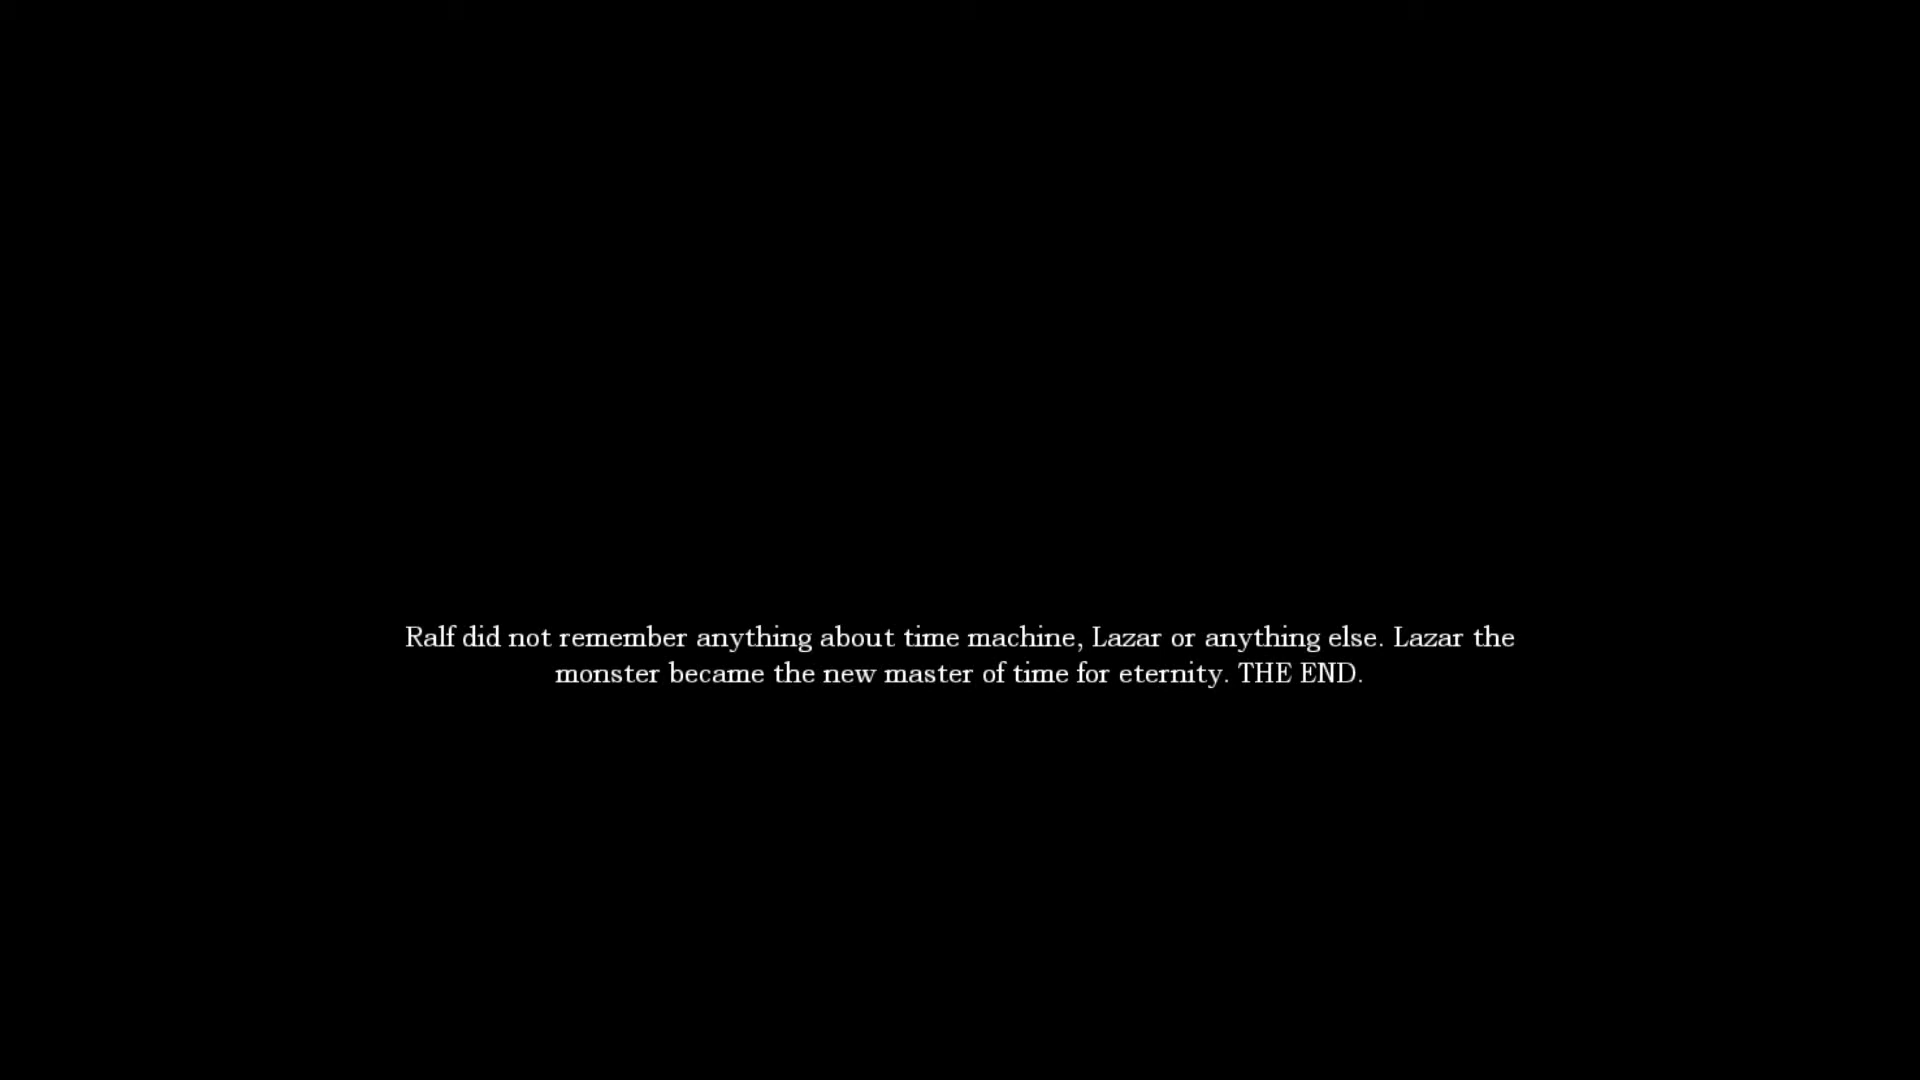 Ralf did not remember anything about time machine, Lazar or anything else. Lazar the
monster became the new master of time for eternity. THE END.